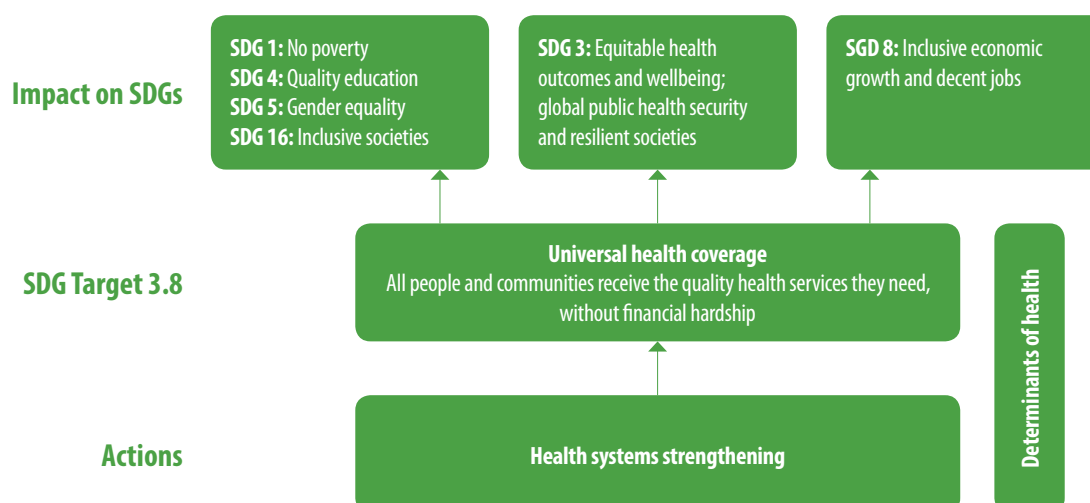 Impact on SDGs
SDG 1: No poverty
SDG 4: Quality education
SDG 5: Gender equality
SDG 16: Inclusive societies
SDG 3: Equitable health
outcomes and wellbeing;
global public health security
and resilient societies
SGD 8: Inclusive economic
growth and decent jobs
SDG Target 3.8
Universal health coverage
All people and communities receive the quality health services they need,
without financial hardship
Determinants of health
Actions
Health systems strengthening